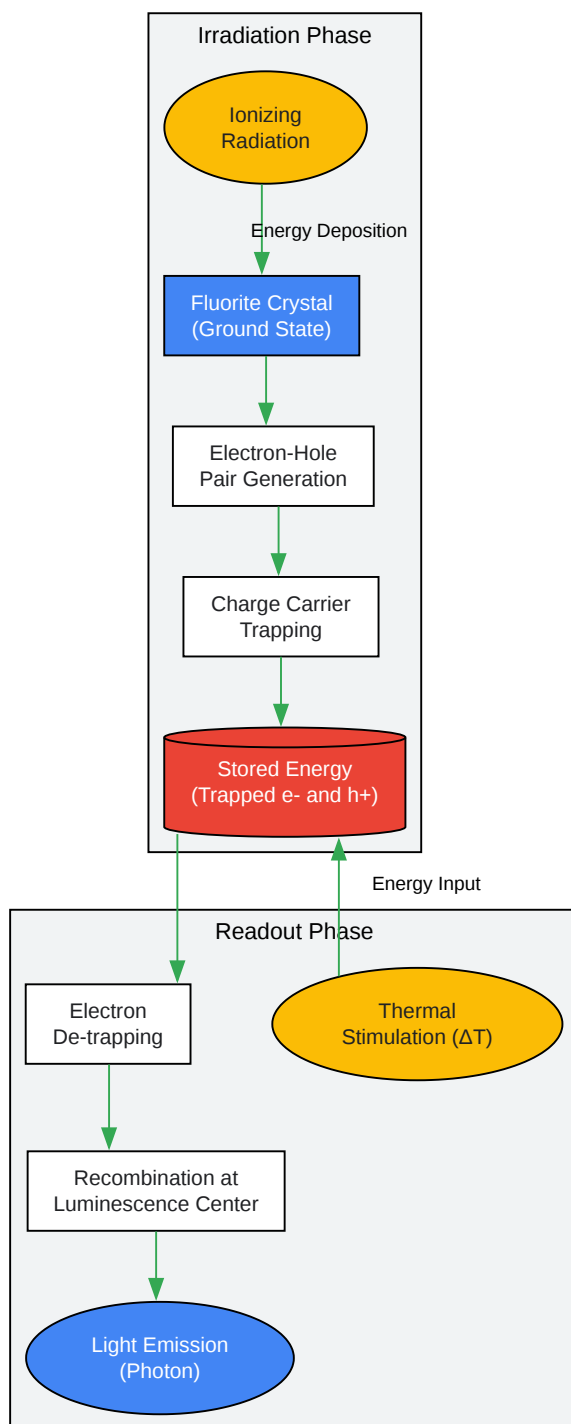 Irradiation Phase
Ionizing
Radiation
Energy Deposition
Fluorite Crystal
(Ground State)
Electron-Hole
Pair Generation
Charge Carrier
Trapping
Stored Energy
(Trapped e- and h+)
Energy Input
Readout Phase
Electron
De-trapping
Thermal
Stimulation (ΔT)
Recombination at
Luminescence Center
Light Emission
(Photon)